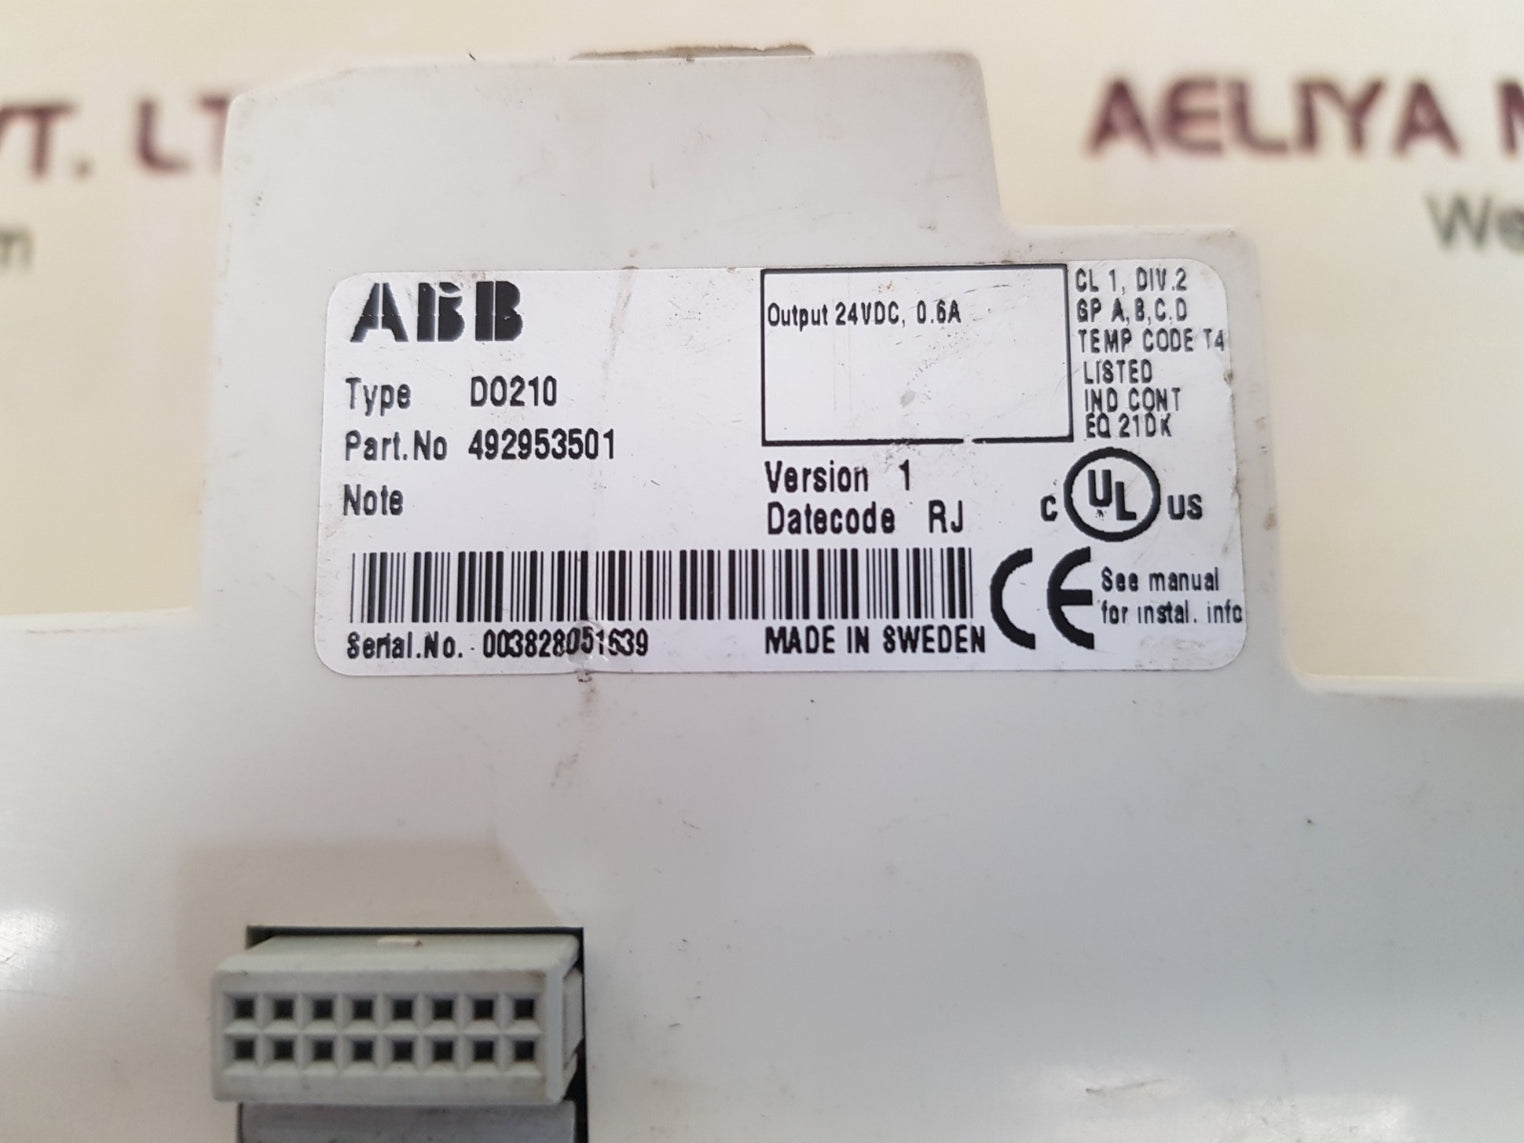 VT. LT
AELIYA M
m
We
ABB
Type DO210
Part.No 492953501
Note
Output 24VDC, 0.6A
CL 1, DIV.2
GP A,B,C,D
TEMP CODE T4
LISTED
IND CONT
EQ 21DK
Version 1
Datecode RJ
C UL US
Serial.No. 003828051639
MADE IN SWEDEN
CE
See manual
for instal. info